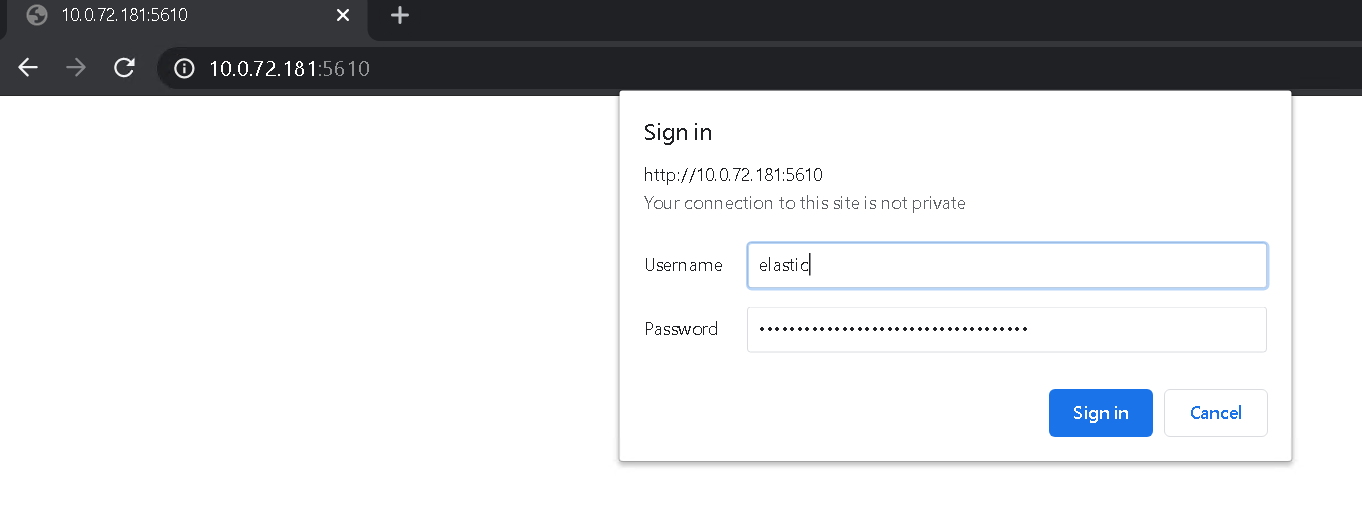 10.0.72.181:5610
10.0.72.181:5610
Sign in
http://10.0.72.181:5610
Your connection to this site is not private
Username elastic
Password ••••••••••••••••••••••••••••••••••••
Sign in Cancel